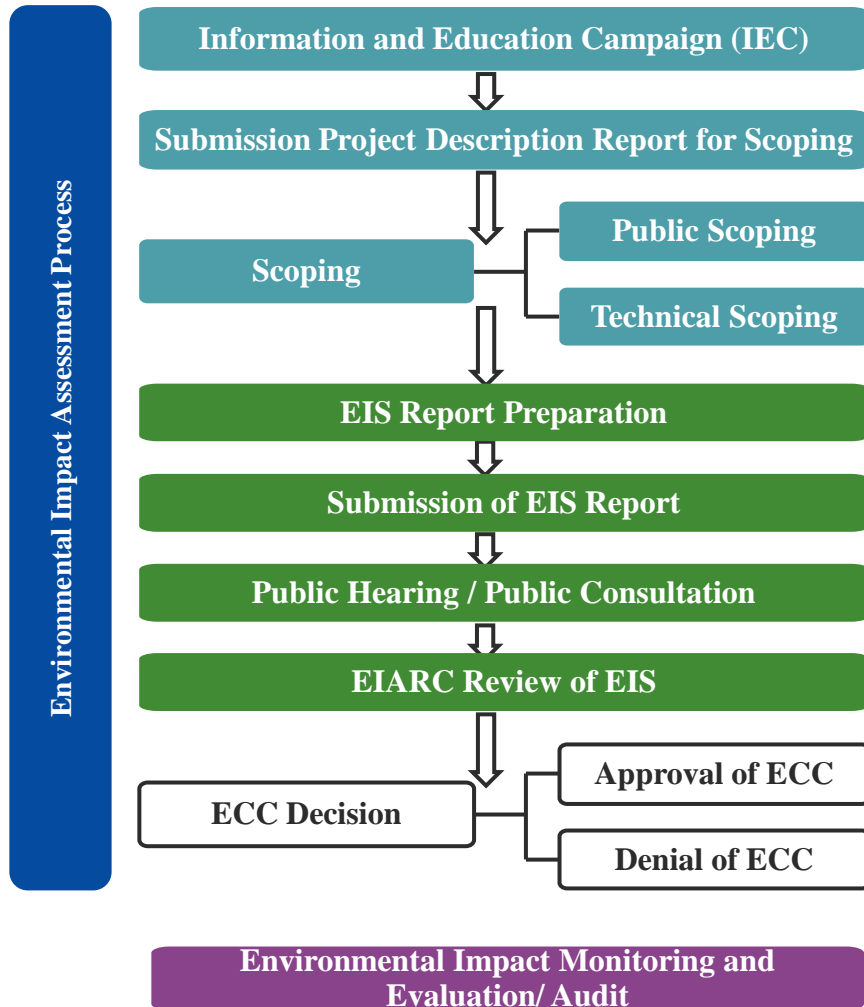 Environmental Impact Assessment Process
Information and Education Campaign (IEC)
Submission Project Description Report for Scoping
Scoping
Public Scoping
Technical Scoping
EIS Report Preparation
Submission of EIS Report
Public Hearing / Public Consultation
EIARC Review of EIS
ECC Decision
Approval of ECC
Denial of ECC
Environmental Impact Monitoring and
Evaluation/ Audit